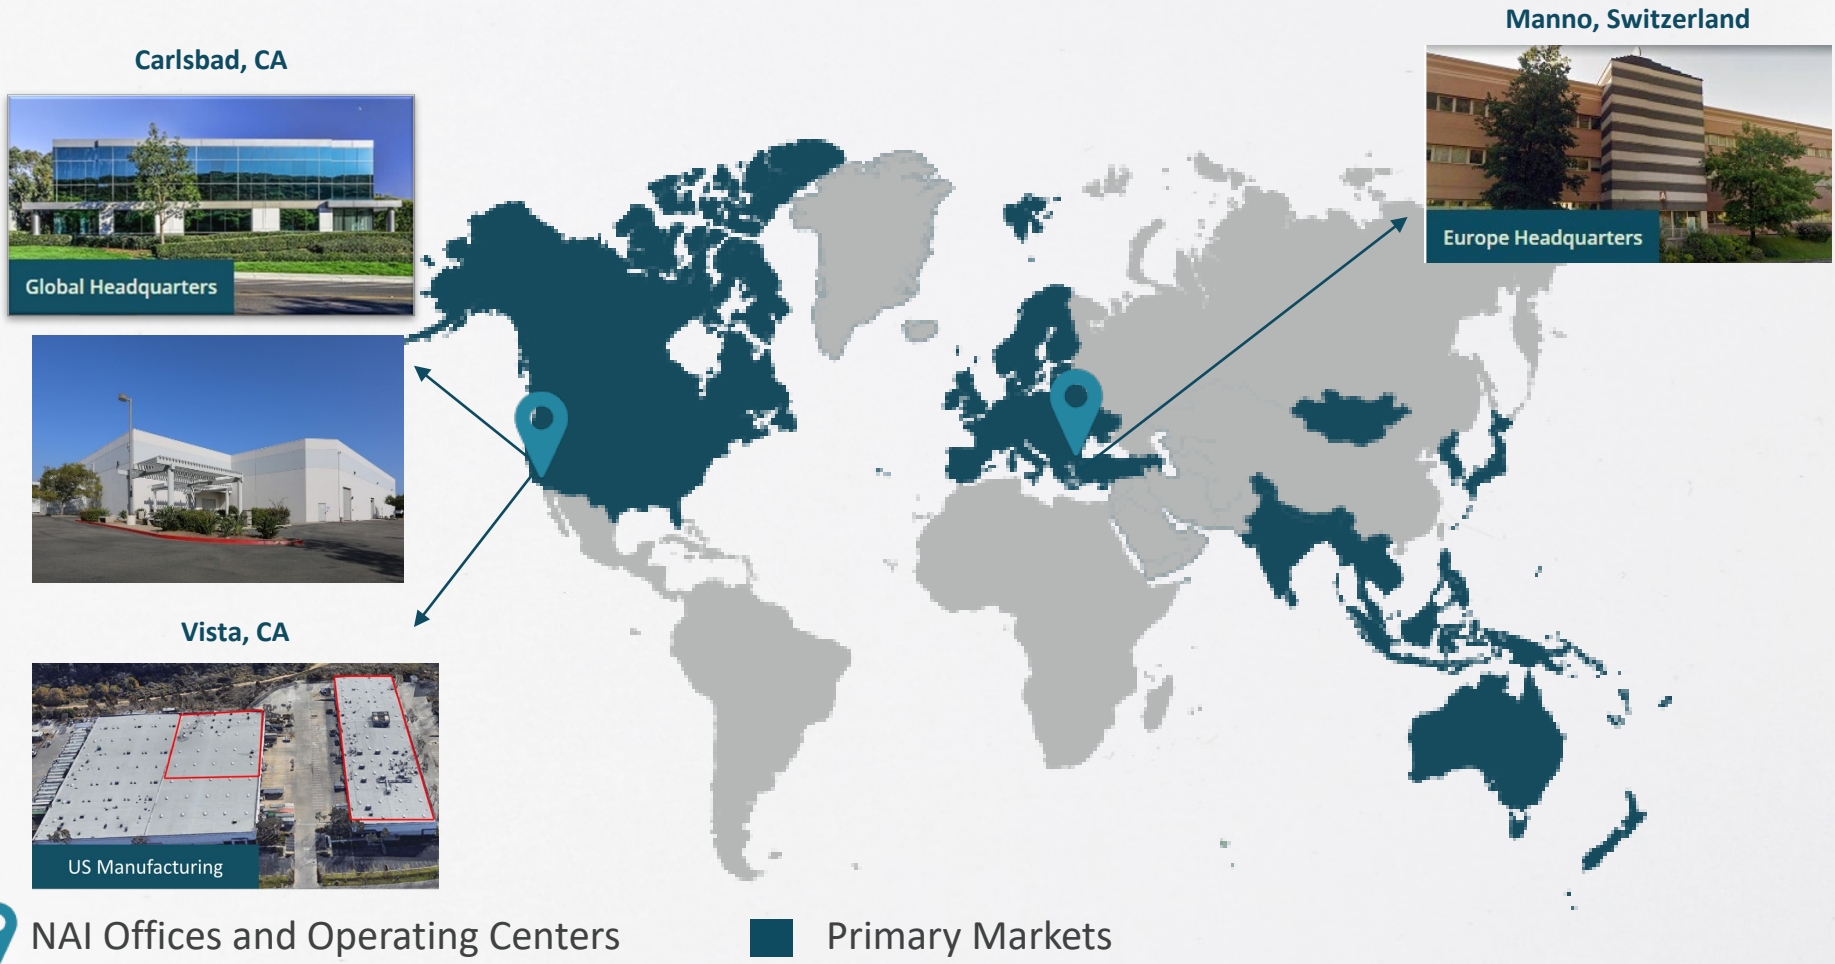 Manno, Switzerland
Carlsbad, CA
Europe Headquarters
Global Headquarters
Vista, CA
US Manufacturing
NAI Offices and Operating Centers
Primary Markets